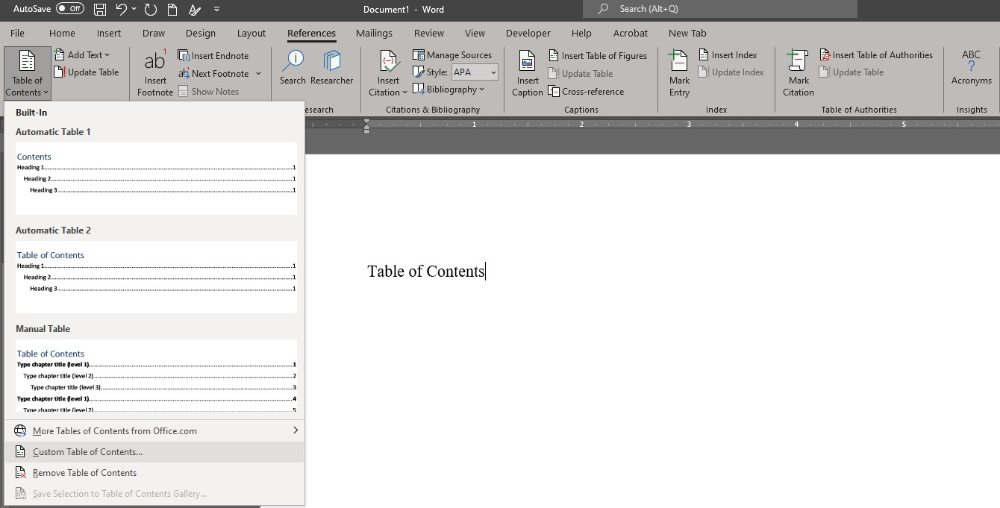 AutoSave Off Document1 - Word Search (Alt+Q)
File Home Insert Draw Design Layout References Mailings Review View Developer Help Acrobat New Tab
Table of Contents
Add Text
Update Table
ab1
Insert Footnote
Insert Endnote
ab1 Next Footnote
Show Notes
Search
Researcher
esearch
Insert Citation
Manage Sources
Style: APA
Bibliography
Citations & Bibliography
Insert Caption
Insert Table of Figures
Update Table
Cross-reference
Captions
Mark Entry
Insert Index
Update Index
Index
Mark Citation
Insert Table of Authorities
Update Table
Table of Authorities
ABC
?
Acronyms
Insights
1 2 3 4 5
Built-In
Automatic Table 1
Contents
Heading 1...1
Heading 2...1
Heading 3...1
Automatic Table 2
Table of Contents
Heading 1...1
Heading 2...1
Heading 3...1
Manual Table
Table of Contents
Type chapter title (level 1)...1
Type chapter title (level 2)...2
Type chapter title (level 3)...3
Type chapter title (level 1)...4
Type chapter title (level 2)...5
More Tables of Contents from Office.com
Custom Table of Contents...
Remove Table of Contents
Save Selection to Table of Contents Gallery...
Table of Contents